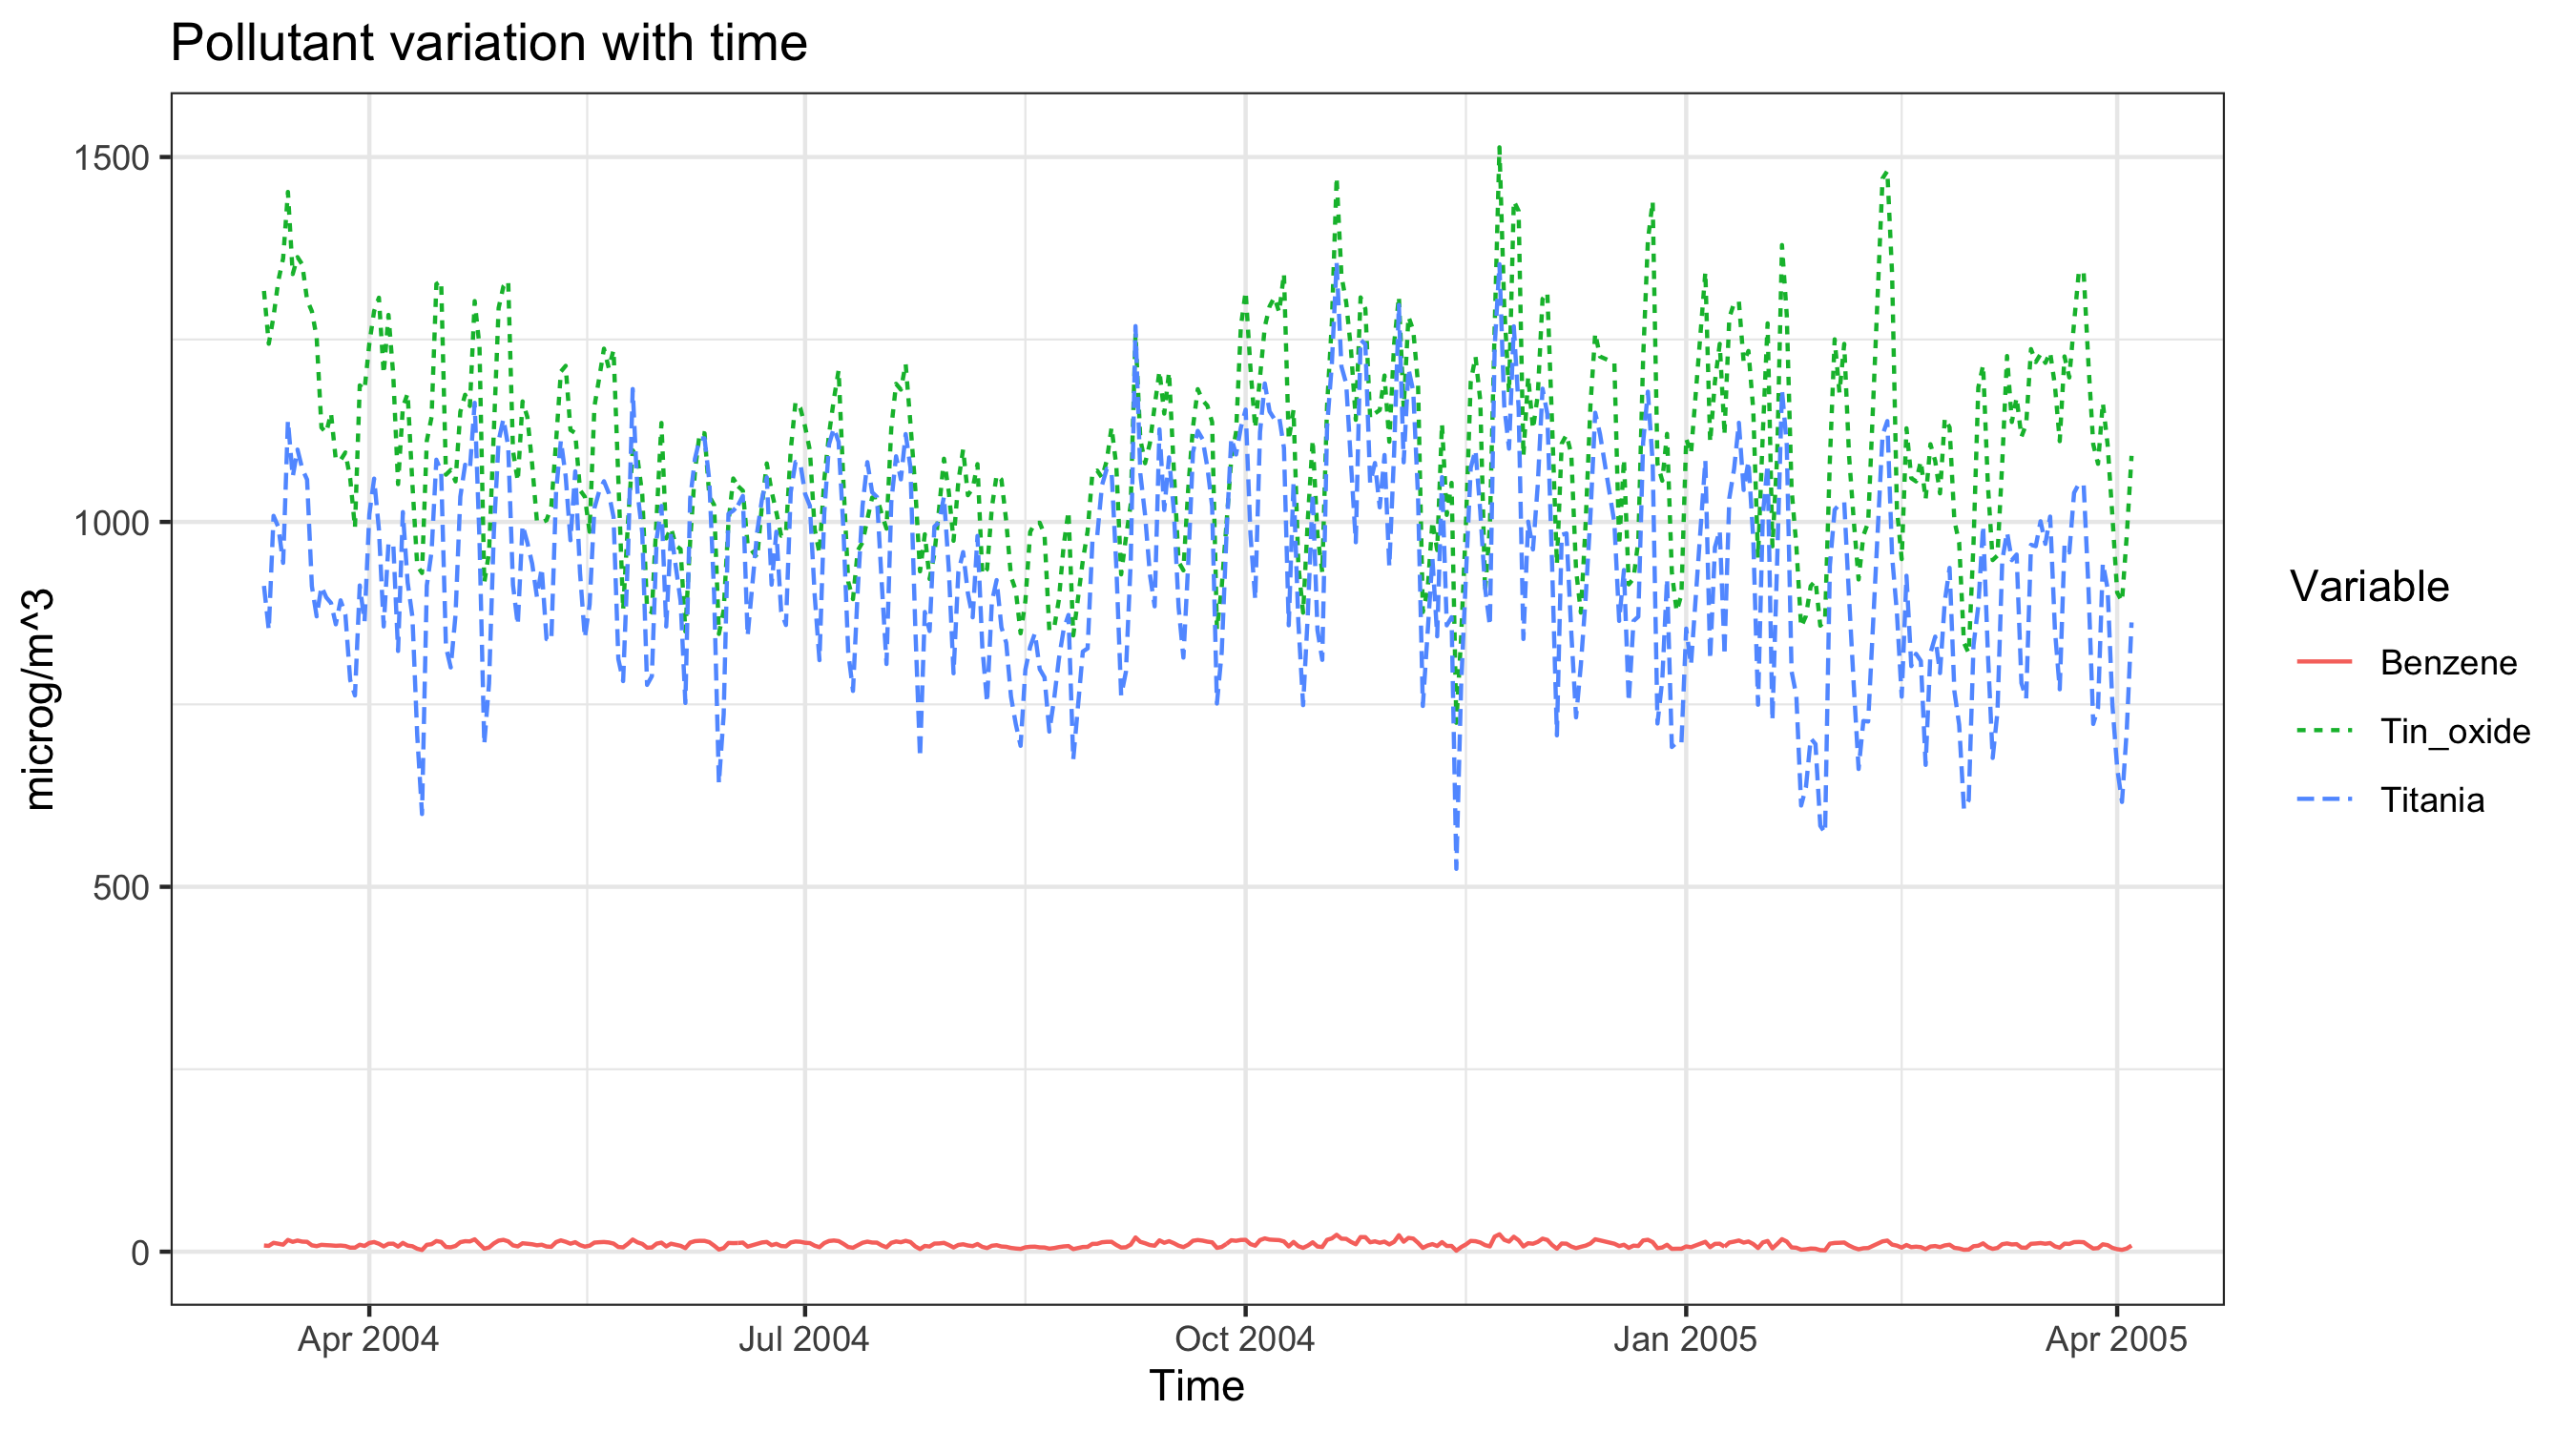 Pollutant variation with time
1500
1000
500
0
microg/m^3
Apr 2004
Jul 2004
Oct 2004
Jan 2005
Apr 2005
Time
Variable
Benzene
Tin_oxide
Titania